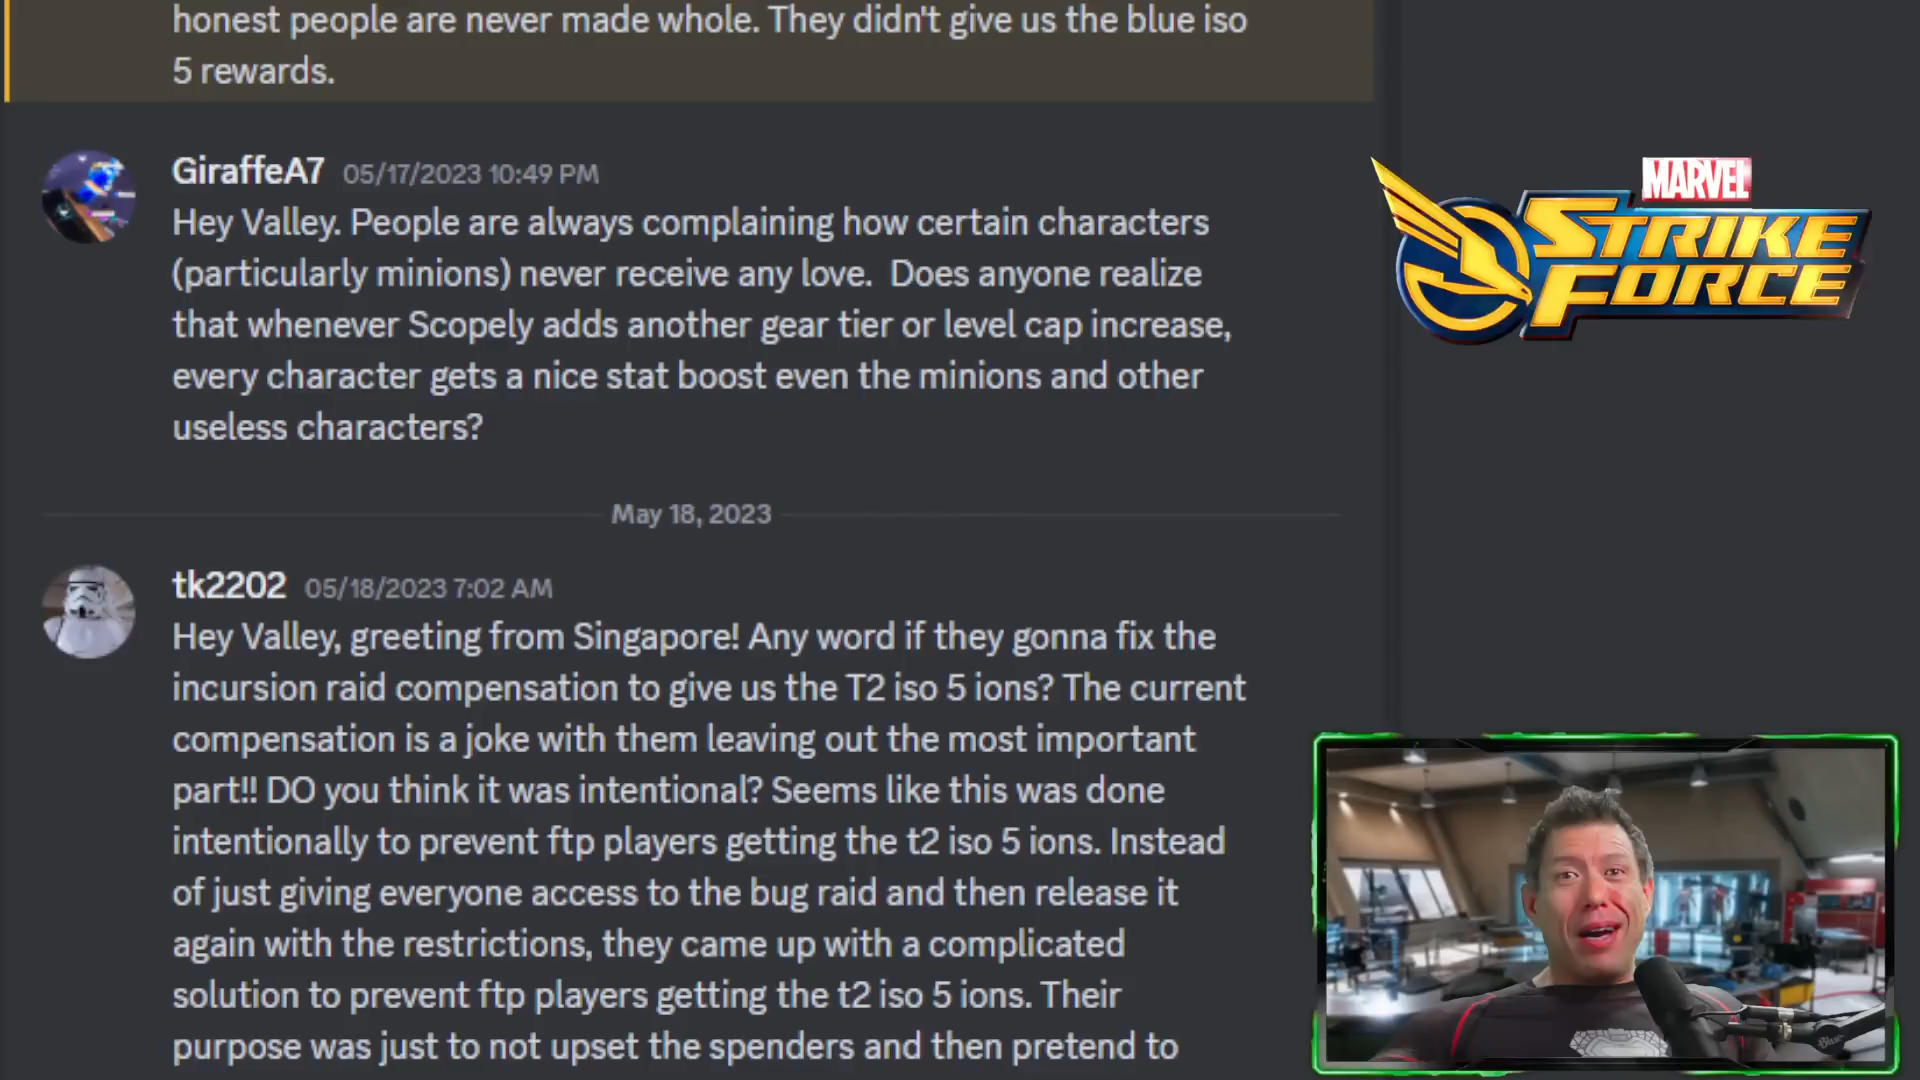 honest people are never made whole. They didn't give us the blue iso
5 rewards.
GiraffeA7 05/17/2023 10:49 PM
Hey Valley. People are always complaining how certain characters
(particularly minions) never receive any love. Does anyone realize
that whenever Scopely adds another gear tier or level cap increase,
every character gets a nice stat boost even the minions and other
useless characters?
MARVEL
STRIKE
FORCE
May 18, 2023
tk2202 05/18/2023 7:02 AM
Hey Valley, greeting from Singapore! Any word if they gonna fix the
incursion raid compensation to give us the T2 iso 5 ions? The current
compensation is a joke with them leaving out the most important
part!! DO you think it was intentional? Seems like this was done
intentionally to prevent ftp players getting the t2 iso 5 ions. Instead
of just giving everyone access to the bug raid and then release it
again with the restrictions, they came up with a complicated
solution to prevent ftp players getting the t2 iso 5 ions. Their
purpose was just to not upset the spenders and then pretend to
Blue